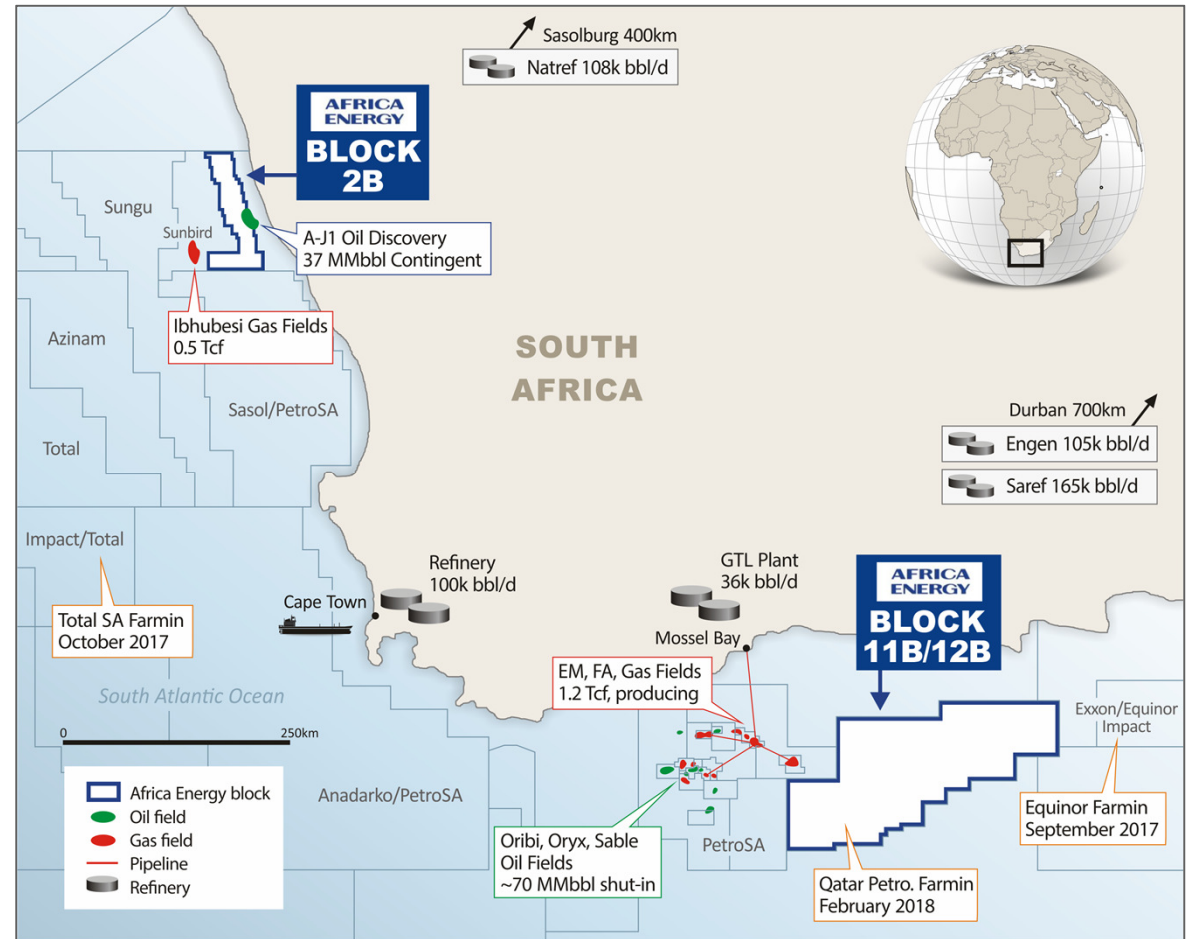 Sasolburg 400km
Natref 108k bbl/d
AFRICA
ENERGY
BLOCK
2B
Sungu
Sunbird
A-J1 Oil Discovery
37 MMbbl Contingent
Ibhubesi Gas Fields
0.5 Tcf
Azinam
Sasol/PetroSA
Total
SOUTH
AFRICA
Durban 700km
Engen 105k bbl/d
Saref 165k bbl/d
Impact/Total
Total SA Farmin
October 2017
Cape Town
Refinery
100k bbl/d
GTL Plant
36k bbl/d
Mossel Bay
AFRICA
ENERGY
BLOCK
11B/12B
EM, FA, Gas Fields
1.2 Tcf, producing
South Atlantic Ocean
0
250km
Exxon/Equinor
Impact
Equinor Farmin
September 2017
Anadarko/PetroSA
Oribi, Oryx, Sable
Oil Fields
~70 MMbbl shut-in
PetroSA
Qatar Petro. Farmin
February 2018
Africa Energy block
Oil field
Gas field
Pipeline
Refinery